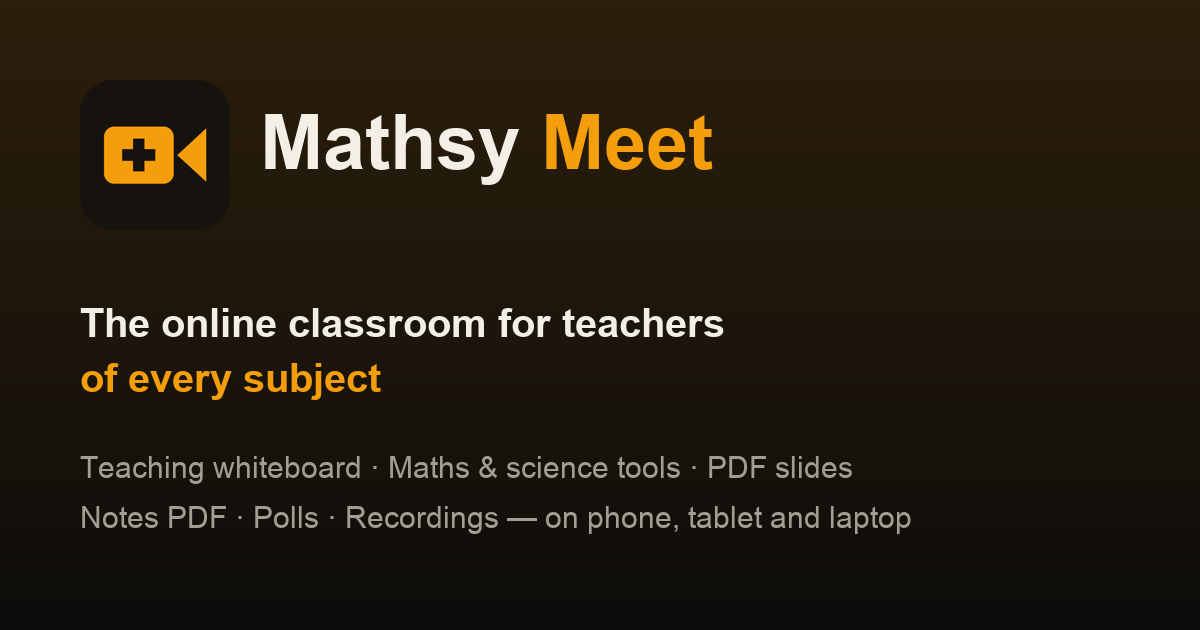 Mathsy Meet
The online classroom for teachers
of every subject
Teaching whiteboard · Maths & science tools · PDF slides
Notes PDF · Polls · Recordings — on phone, tablet and laptop